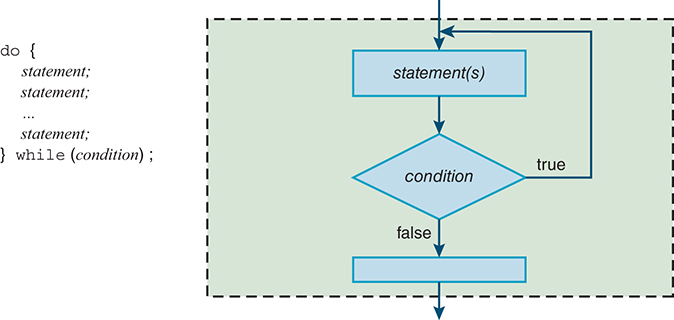 do {
statement;
statement;
...
statement;
} while (condition) ;
statement(s)
condition
true
false